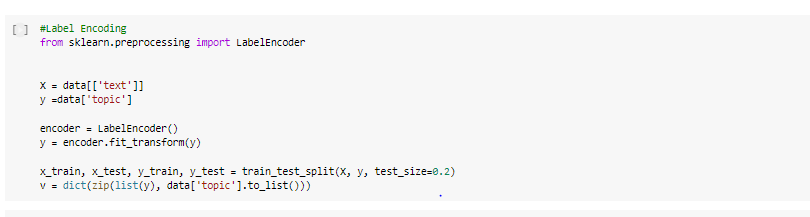 [ ] #Label Encoding
from sklearn.preprocessing import LabelEncoder
X = data[['text']]
y =data['topic']
encoder = LabelEncoder()
y = encoder.fit_transform(y)
x_train, x_test, y_train, y_test = train_test_split(X, y, test_size=0.2)
v = dict(zip(list(y), data['topic'].to_list()))